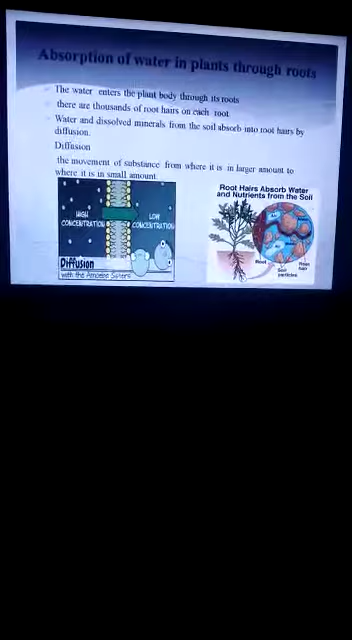 Absorption of water in plants through roots
The water enters the plant body through its roots
there are thousands of root hairs on each root
Water and dissolved minerals from the soil absorb into root hairs by
diffusion.
Diffusion
the movement of substance from where it is in larger amount to
where it is in small amount.
HIGH
CONCENTRATION
LOW
CONCENTRATION
Diffusion
with the Amoeba Sisters
Root Hairs Absorb Water
and Nutrients from the Soil
Root
Soil
particles
Root
hair